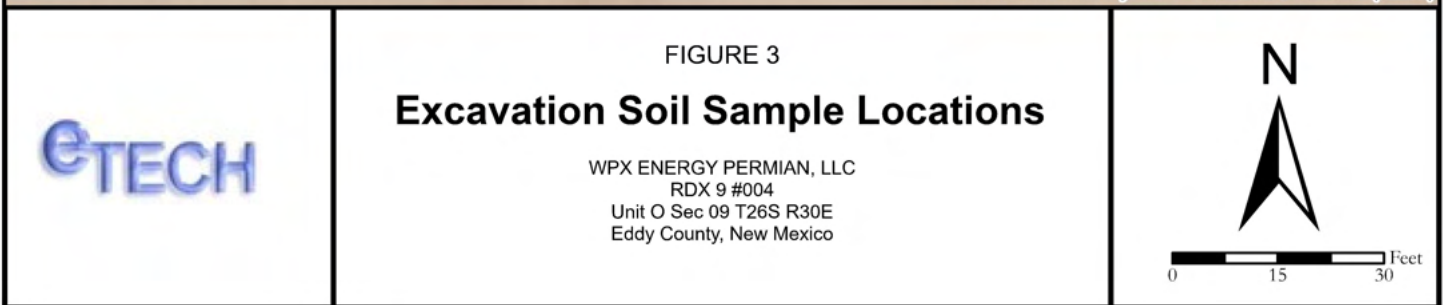 eTECH
FIGURE 3
Excavation Soil Sample Locations
WPX ENERGY PERMIAN, LLC
RDX 9 #004
Unit O Sec 09 T26S R30E
Eddy County, New Mexico
N
Feet
0 15 30